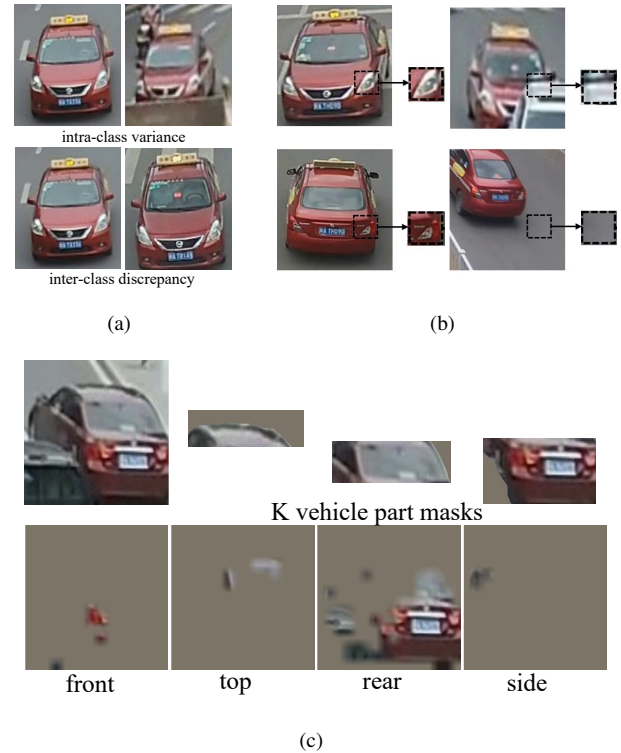 intra-class variance
inter-class discrepancy
(a)
(b)
K vehicle part masks
front
top
rear
side
(c)